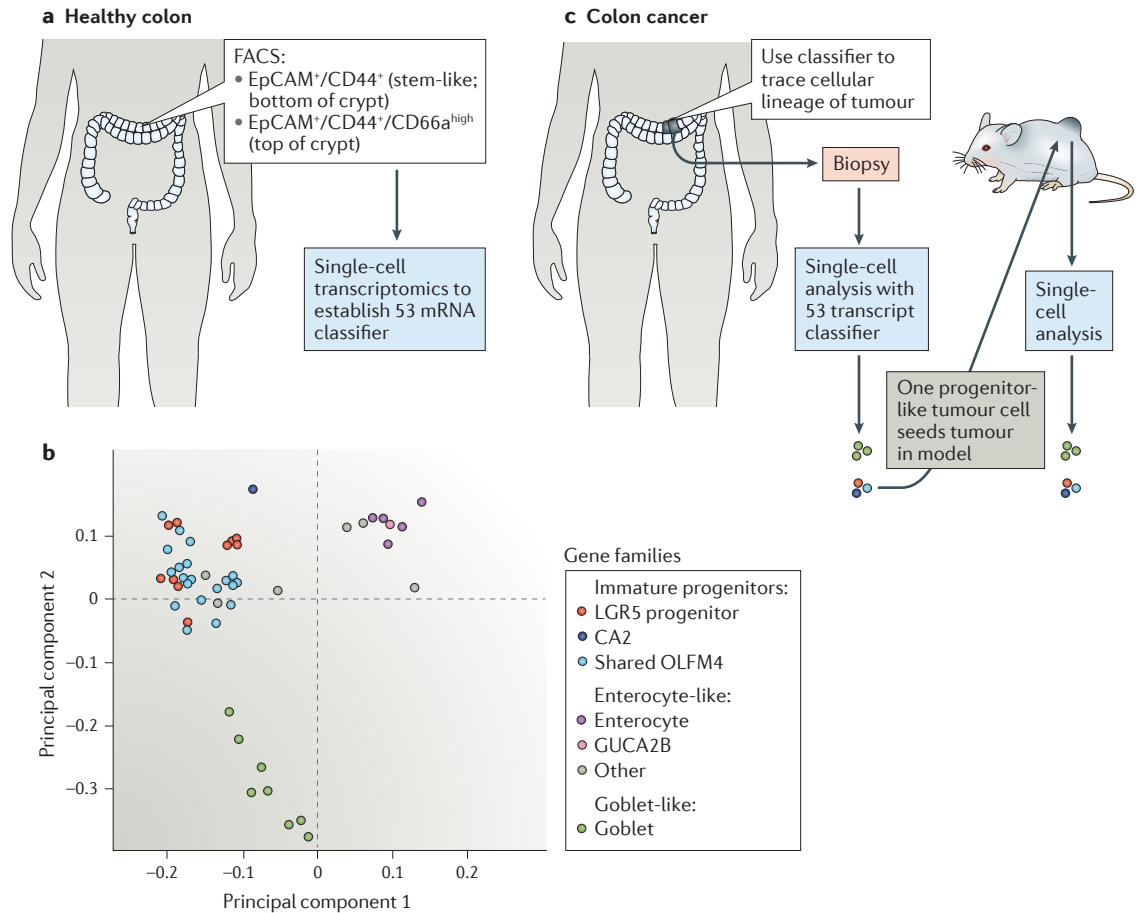 a Healthy colon
FACS:
• EpCAM⁺/CD44⁺ (stem-like;
bottom of crypt)
• EpCAM⁺/CD44⁺/CD66aʰⁱᵍʰ
(top of crypt)
Single-cell
transcriptomics to
establish 53 mRNA
classifier
c Colon cancer
Use classifier to
trace cellular
lineage of tumour
Biopsy
Single-cell
analysis with
53 transcript
classifier
One progenitor-
like tumour cell
seeds tumour
in model
Single-
cell
analysis
b
Principal component 2
0.1
0
−0.1
−0.2
−0.3
−0.2
−0.1
0
0.1
0.2
Principal component 1
Gene families
Immature progenitors:
LGR5 progenitor
CA2
Shared OLFM4
Enterocyte-like:
Enterocyte
GUCA2B
Other
Goblet-like:
Goblet